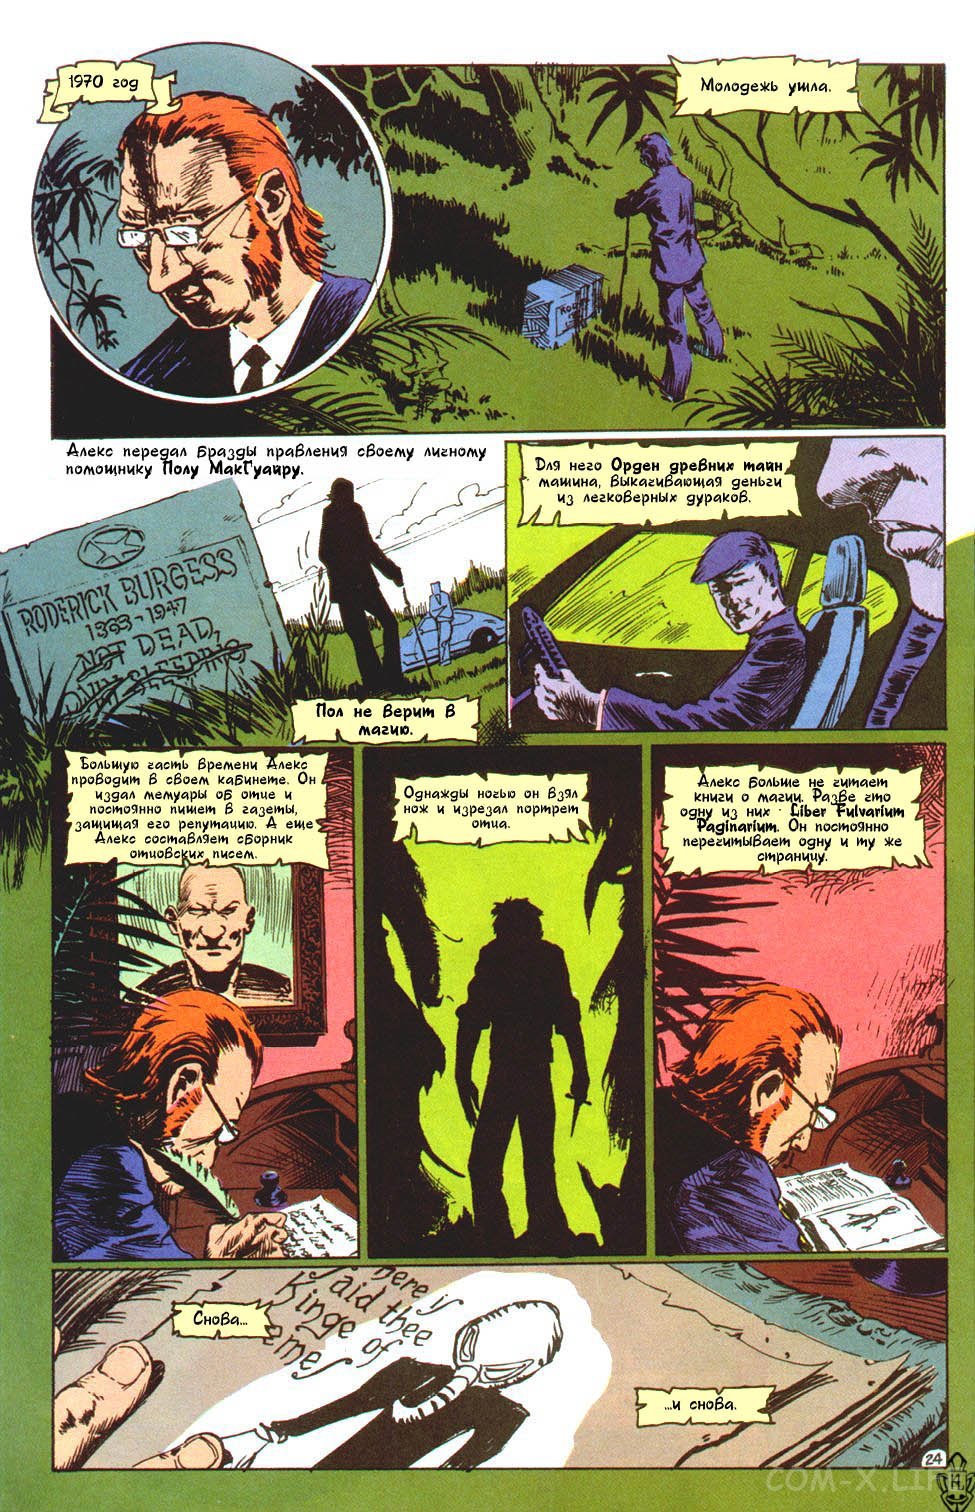 1970 год
Молодежь ушла.
Алекс передал бразды правления своему личному
помощнику Полу МакГуайру.
RODERICK BURGESS
1863-1947
NOT DEAD,
ONLY SLEEPING
Пол не верит в
магию.
Для него Орден древних тайн
машина, выкачивающая деньги
из легковерных дураков.
Большую часть времени Алекс
проводит в своем кабинете. Он
издал мемуары об отце и
постоянно пишет в газеты,
защищая его репутацию. А еще
Алекс составляет сборник
отцовских писем.
Однажды ночью он взял
нож и изрезал портрет
отца.
Алекс больше не читает
книги о магии. Разве что
одну из них - Liber Fulvarium
Paginarium. Он постоянно
перечитывает одну и ту же
страницу.
Снова...
here is
said thee
Kinge of
...и снова.
24
COM-X.LIFE